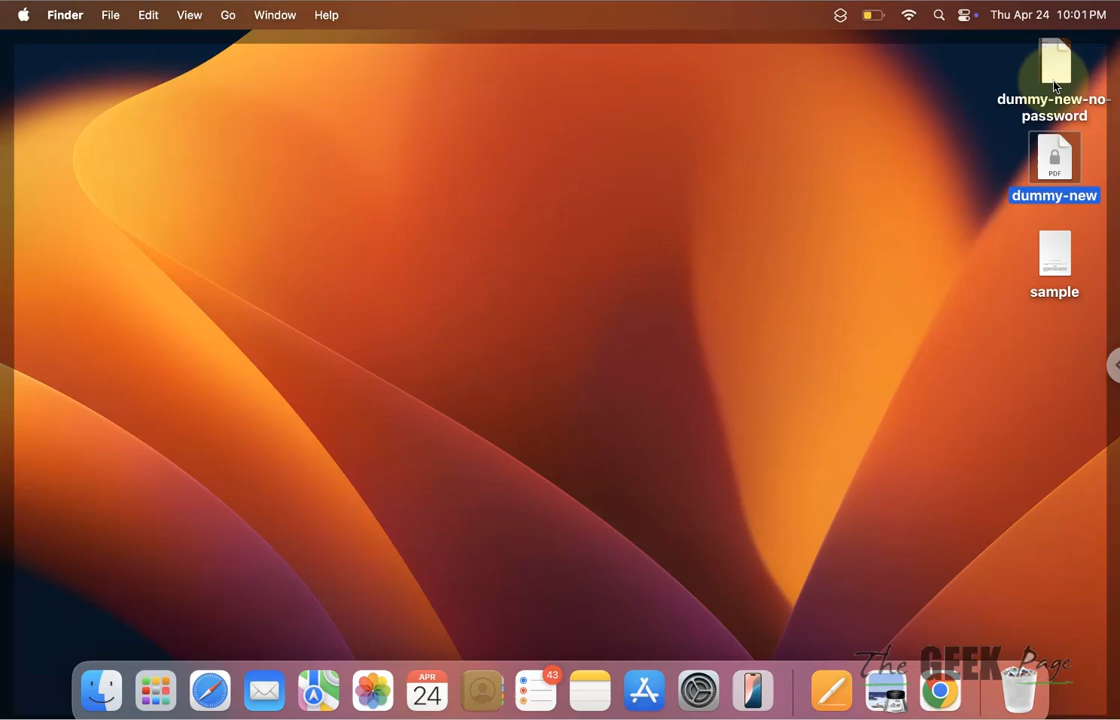 Finder File Edit View Go Window Help Thu Apr 24 10:01 PM
dummy-new-no-
password
PDF
dummy-new
sample
The GEEK Page
APR
24
43